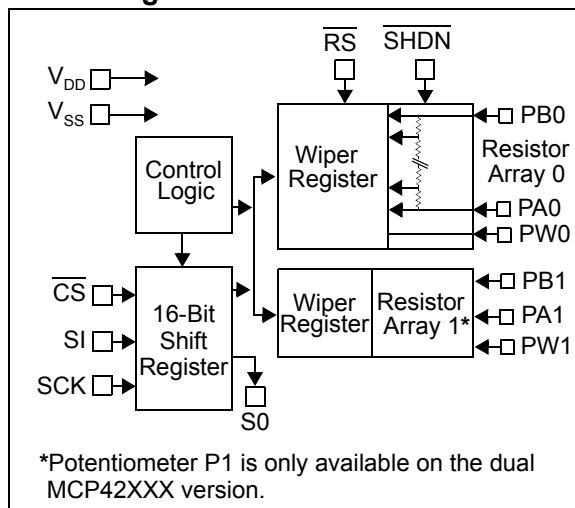 RS
SHDN
VDD
VSS
PB0
Resistor
Array 0
Wiper
Register
Control
Logic
PA0
PW0
CS
SI
SCK
16-Bit
Shift
Register
Wiper
Register
Resistor
Array 1*
PB1
PA1
PW1
S0
*Potentiometer P1 is only available on the dual
MCP42XXX version.